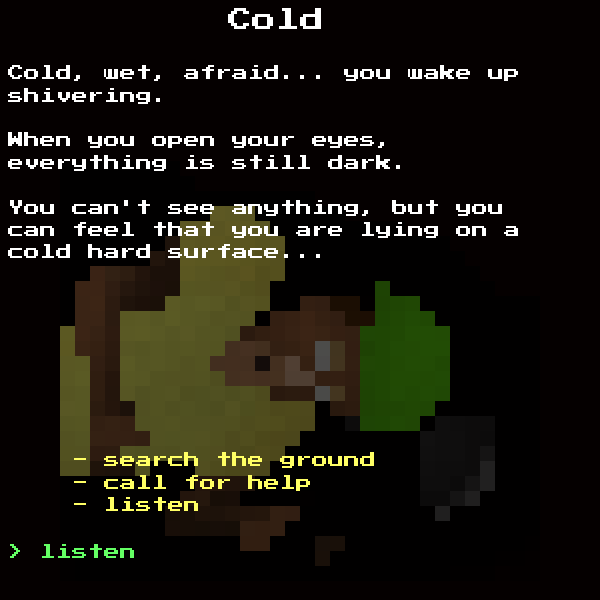 Cold
Cold, wet, afraid... you wake up
shivering.
When you open your eyes,
everything is still dark.
You can't see anything, but you
can feel that you are lying on a
cold hard surface...
- search the ground
- call for help
- listen
> listen